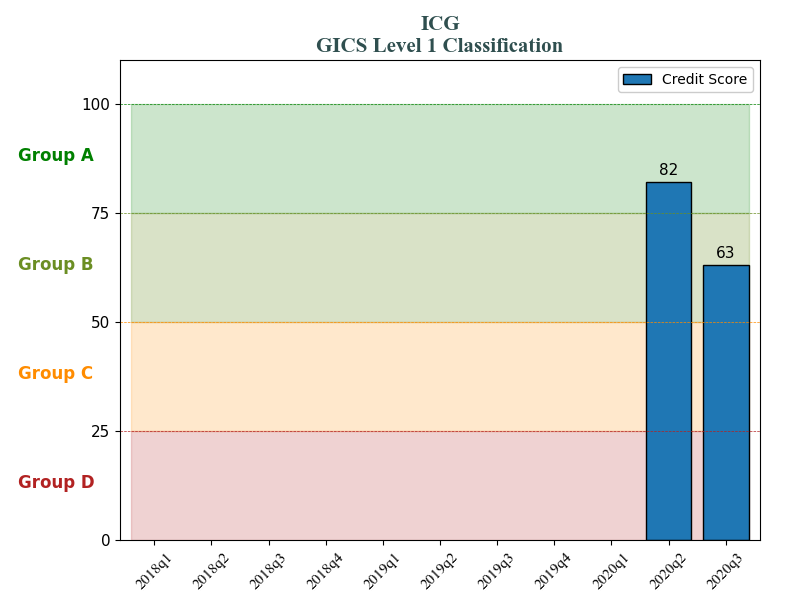 ICG
GICS Level 1 Classification
Credit Score
100
Group A
82
75
Group B
63
50
Group C
25
Group D
0
2018q1 2018q2 2018q3 2018q4 2019q1 2019q2 2019q3 2019q4 2020q1 2020q2 2020q3